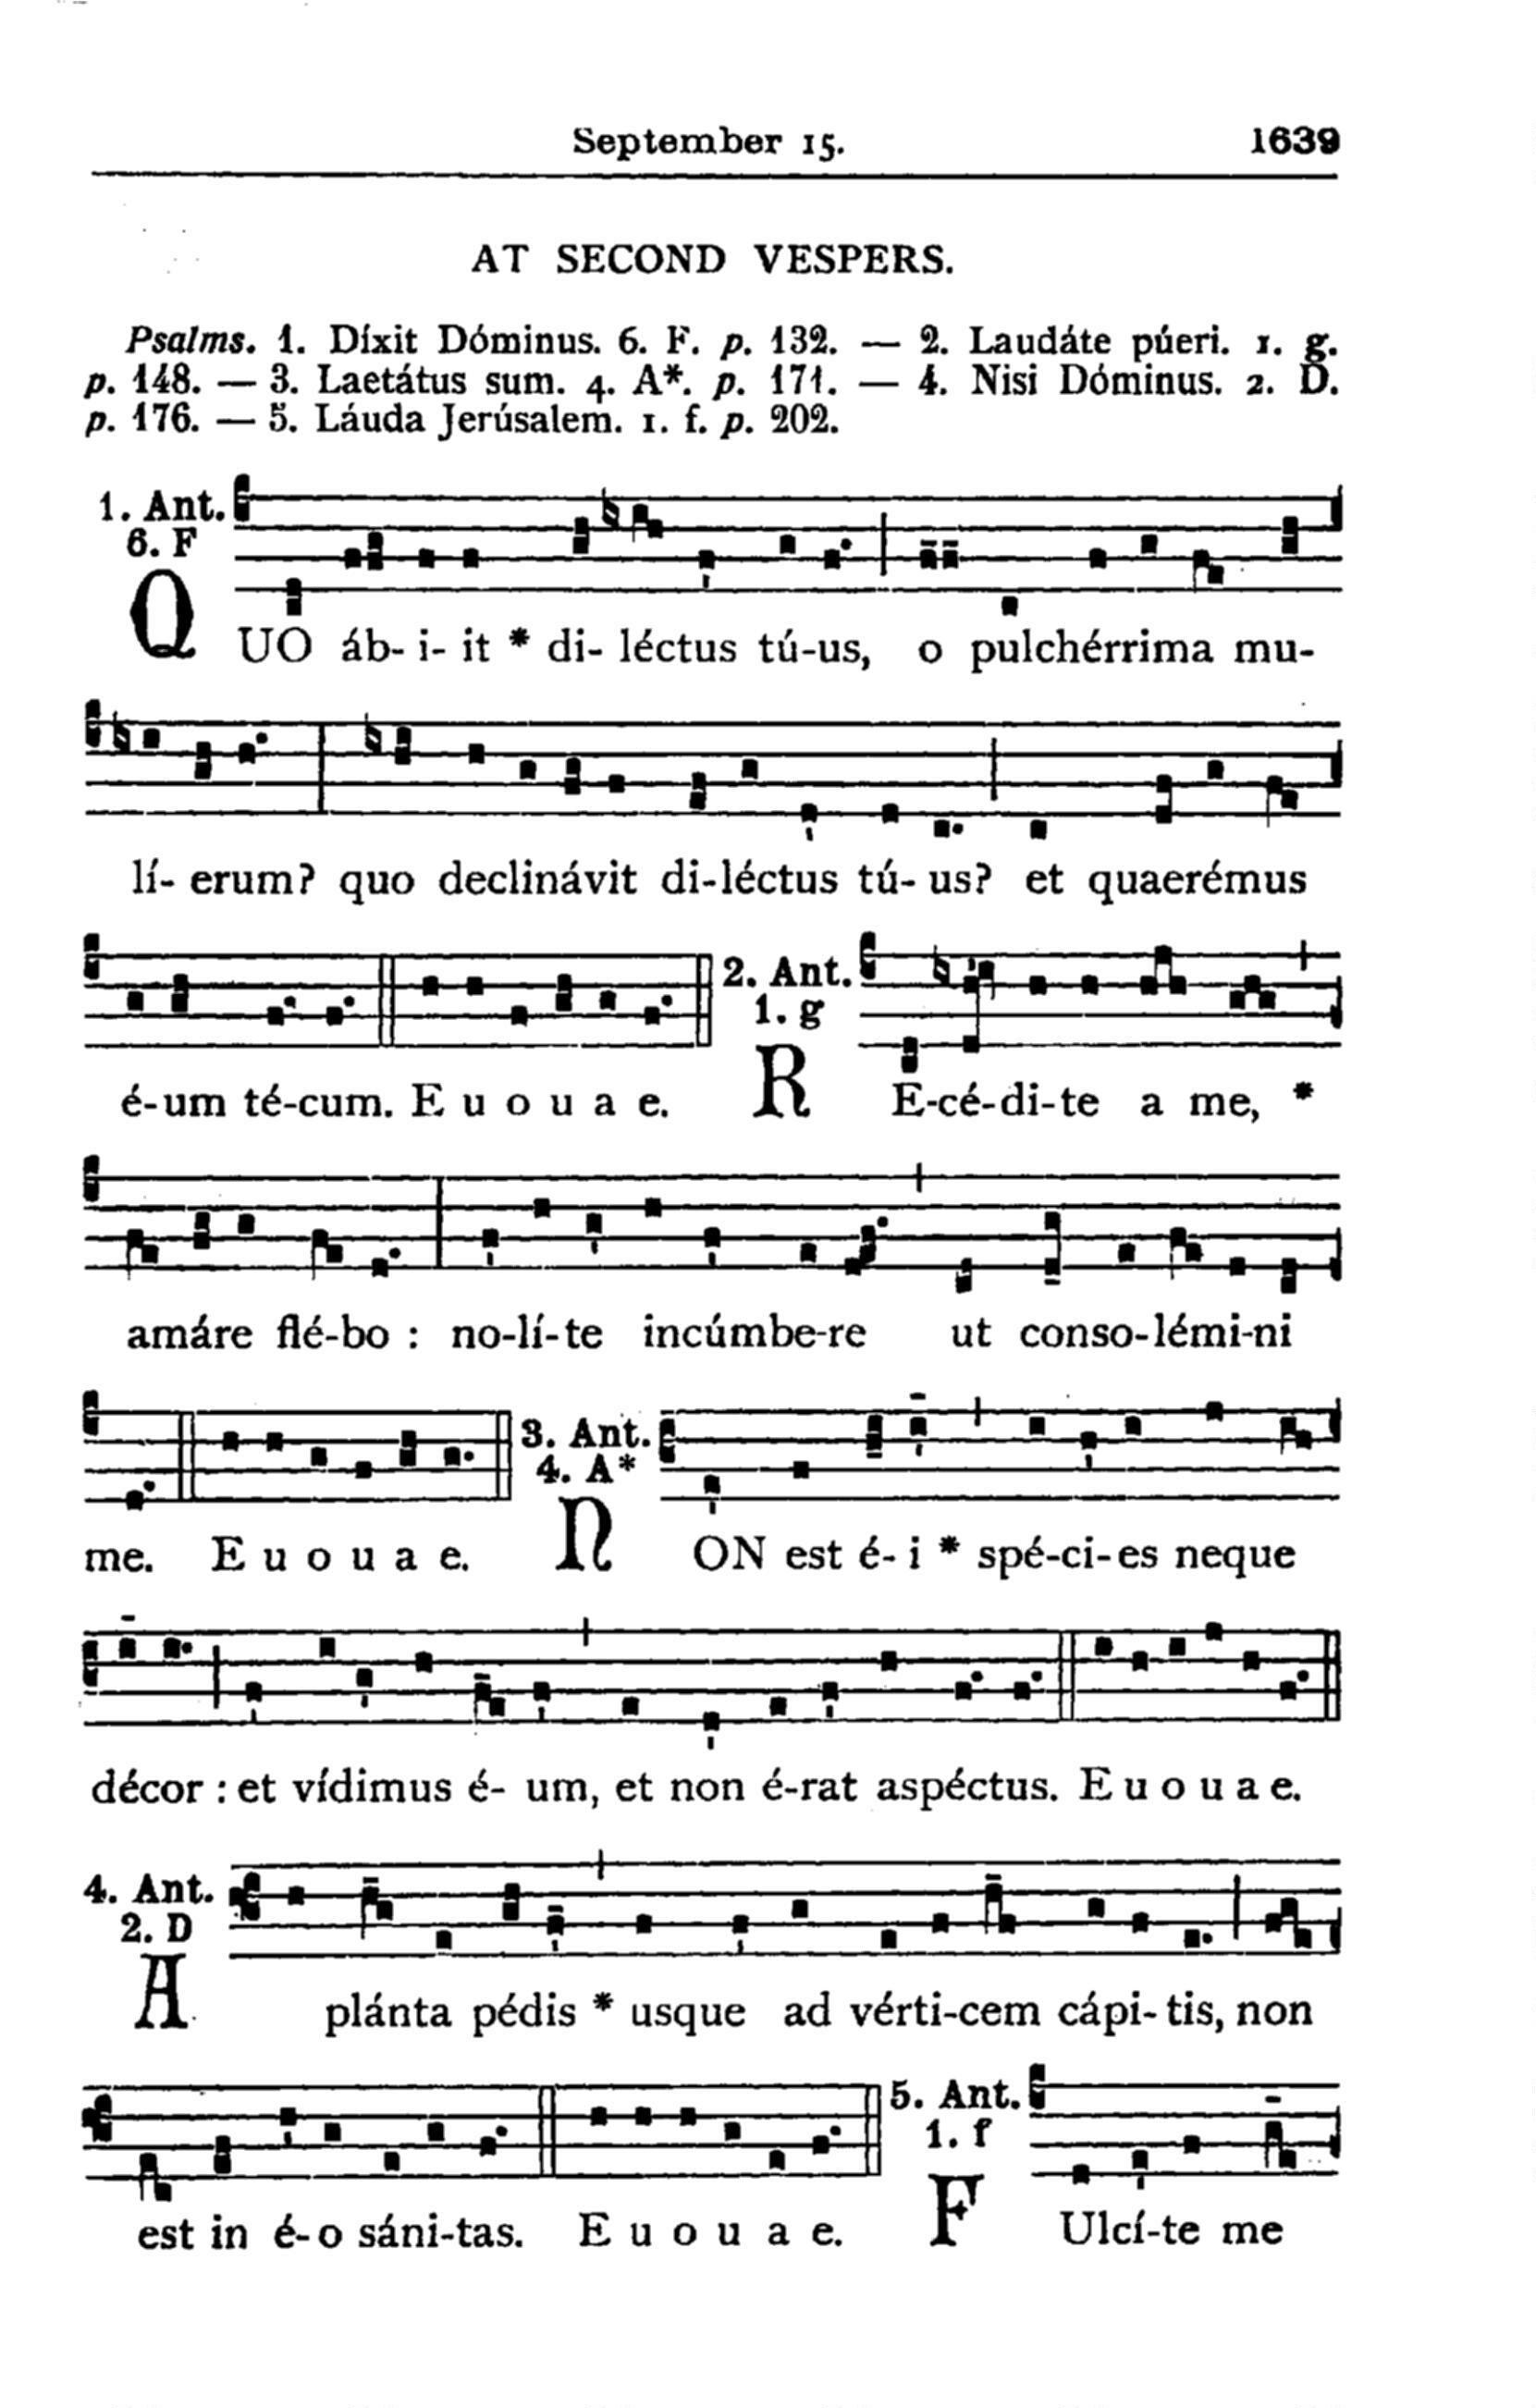 September 15. 1639
AT SECOND VESPERS.
Psalms. 1. Díxit Dóminus. 6. F. p. 132. — 2. Laudáte púeri. 1. g.
p. 148. — 3. Laetátus sum. 4. A*. p. 171. — 4. Nisi Dóminus. 2. D.
p. 176. — 5. Láuda Jerúsalem. 1. f. p. 202.
1. Ant.
6. F
QUO áb- i- it * di- léctus tú-us, o pulchérrima mu-
lí- erum? quo declinávit di-léctus tú- us? et quaerémus
2. Ant.
1. g
é-um té-cum. E u o u a e. RE-cé-di-te a me, *
amáre flé-bo : no-lí-te incúmbe-re ut conso-lémi-ni
3. Ant.
4. A*
me. E u o u a e. NON est é- i * spé-ci-es neque
décor : et vídimus é- um, et non é-rat aspéctus. E u o u a e.
4. Ant.
2. D
A plánta pédis * usque ad vérti-cem cápi- tis, non
5. Ant.
1. f
est in é-o sáni-tas. E u o u a e. FUlcí-te me